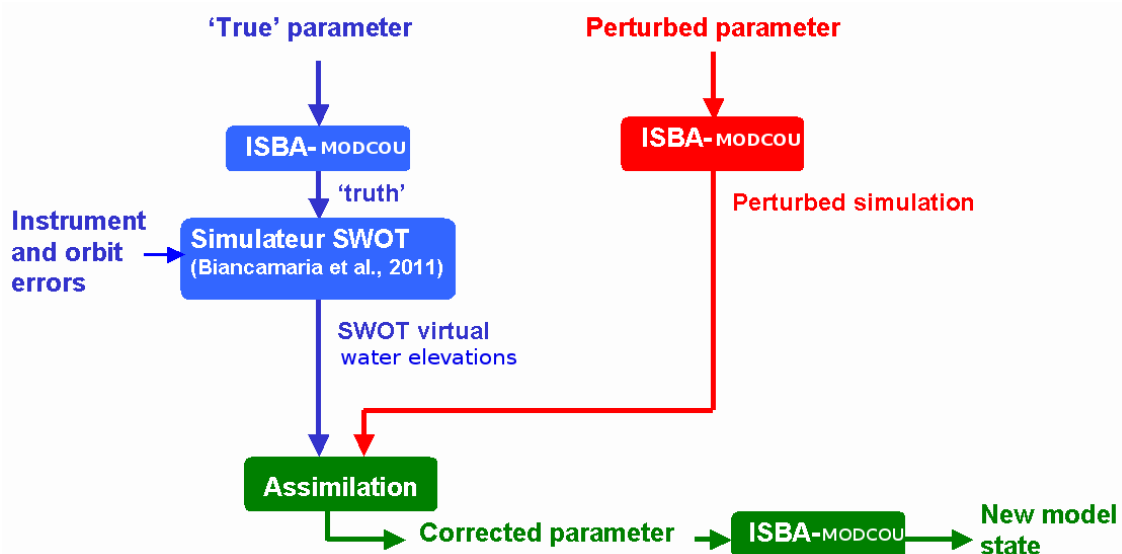 ‘True’ parameter
Perturbed parameter
ISBA-MODCOU
ISBA-MODCOU
‘truth’
Perturbed simulation
Instrument
and orbit
errors
Simulateur SWOT
(Biancamaria et al., 2011)
SWOT virtual
water elevations
Assimilation
Corrected parameter
ISBA-MODCOU
New model
state